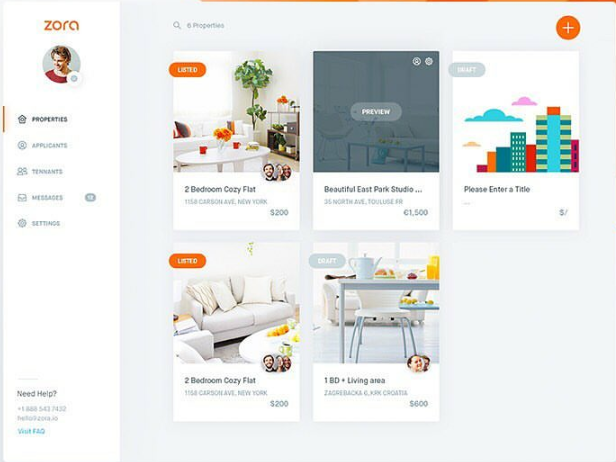 zora
PROPERTIES
APPLICANTS
TENNANTS
MESSAGES
SETTINGS
Need Help?
+1 888 543 7432
hello@zora.io
Visit FAQ
6 Properties
LISTED
2 Bedroom Cozy Flat
1158 CARSON AVE, NEW YORK
$200
PREVIEW
Beautiful East Park Studio ...
35 NORTH AVE, TOULUSE FR
€1,500
DRAFT
Please Enter a Title
...
$/
LISTED
2 Bedroom Cozy Flat
1158 CARSON AVE, NEW YORK
$200
DRAFT
1 BD + Living area
ZAGREBACKA 6, KRK CROATIA
$600